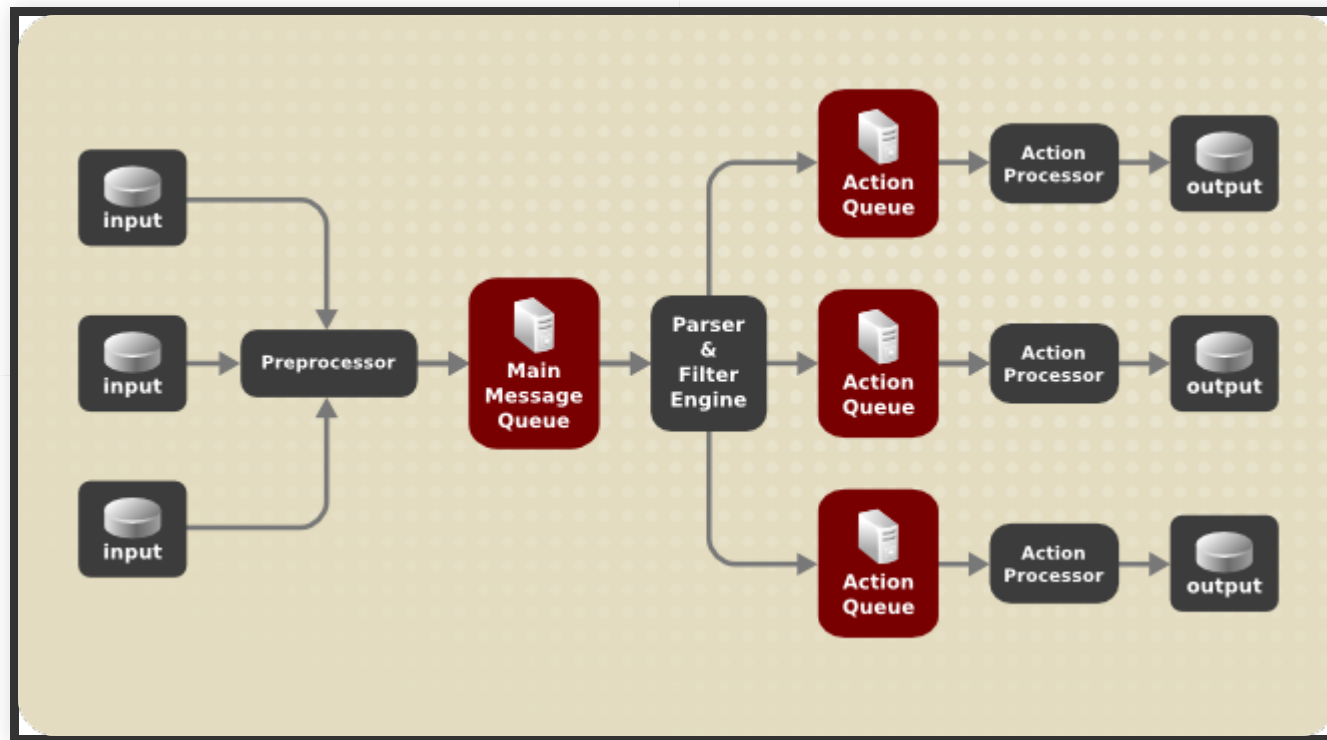 input
input
input
Preprocessor
Main
Message
Queue
Parser
&
Filter
Engine
Action
Queue
Action
Processor
output
Action
Queue
Action
Processor
output
Action
Queue
Action
Processor
output